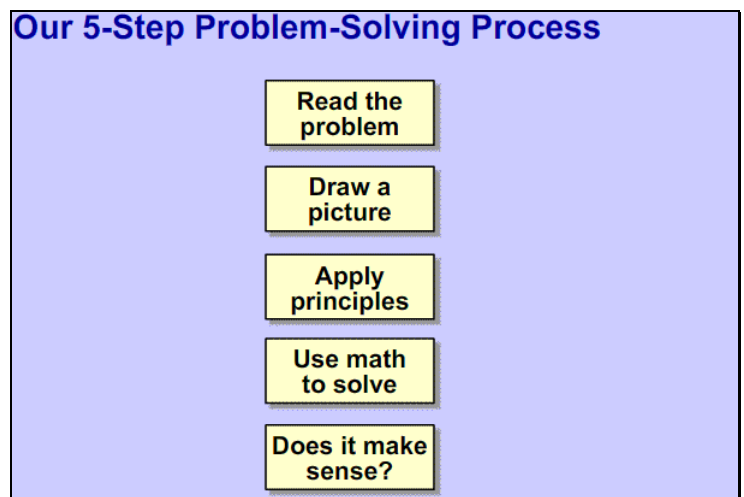 Our 5-Step Problem-Solving Process
Read the
problem
Draw a
picture
Apply
principles
Use math
to solve
Does it make
sense?